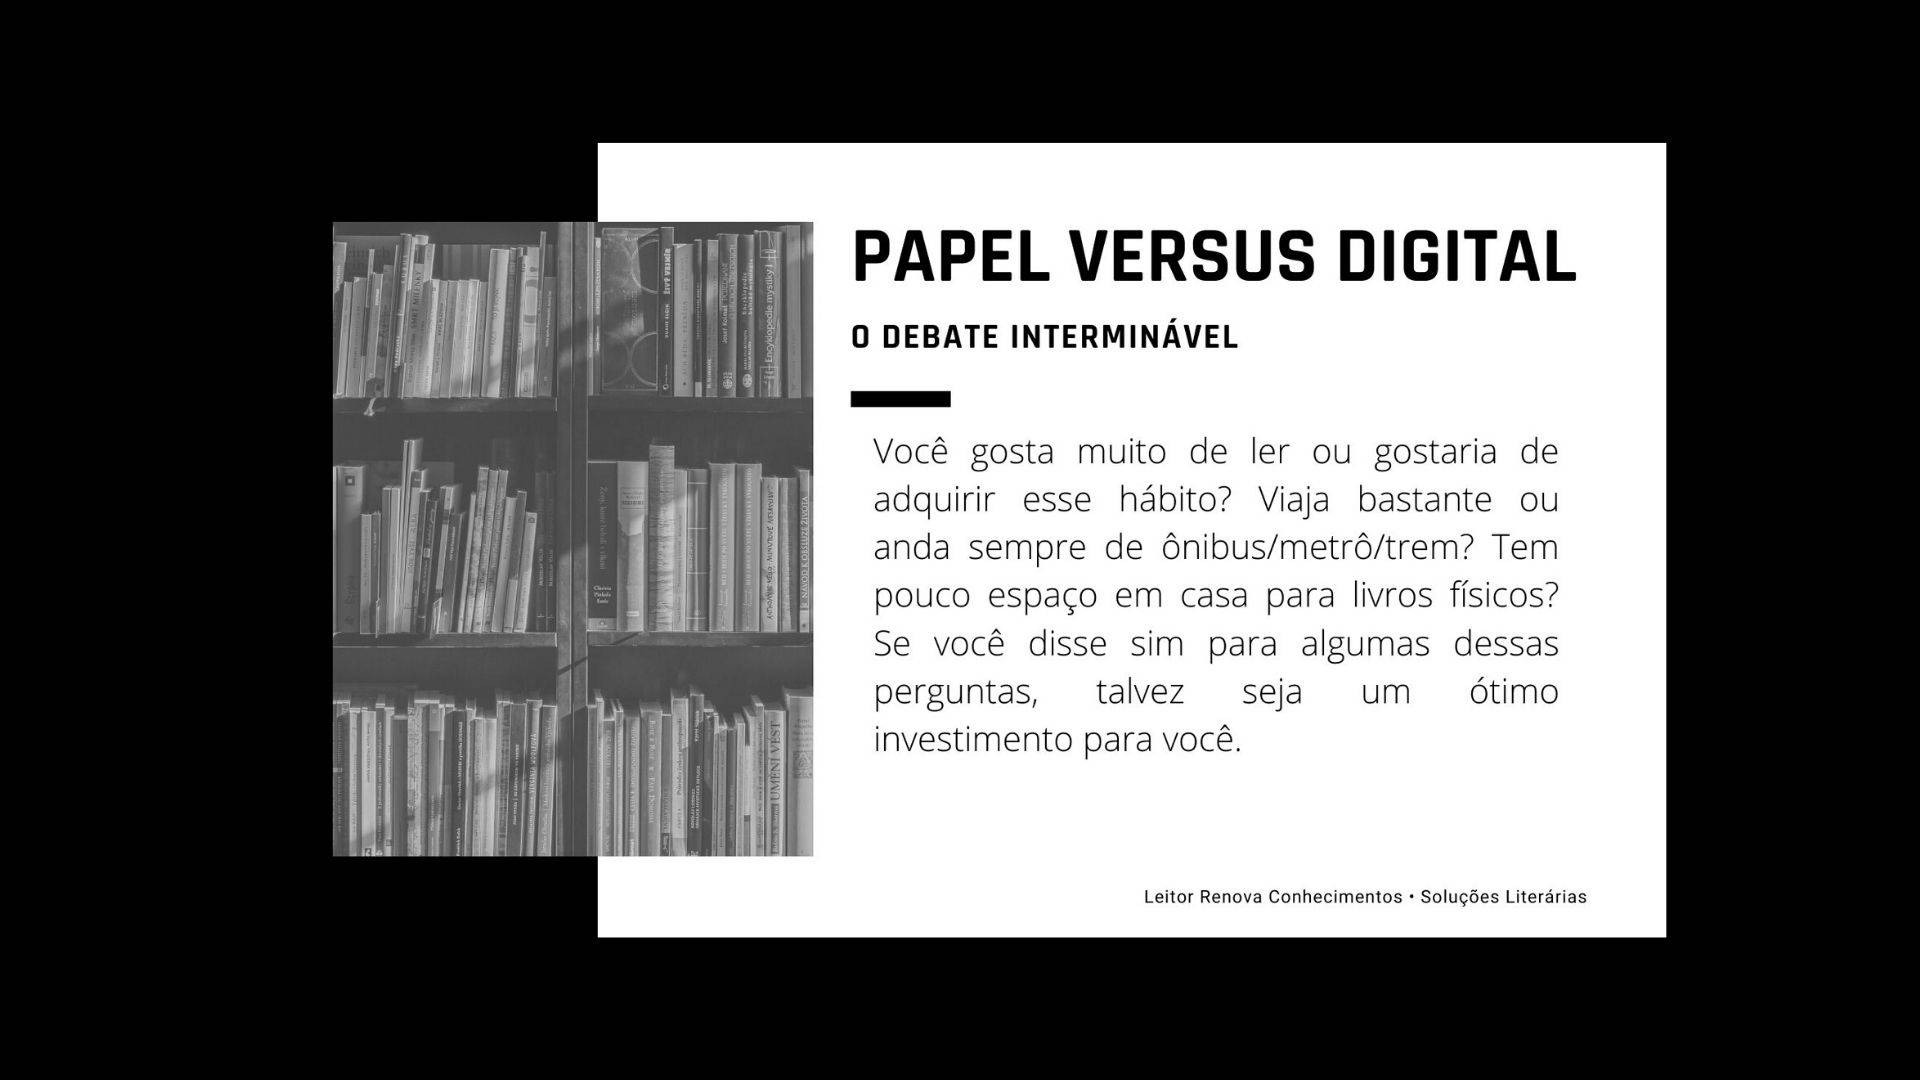 PAPEL VERSUS DIGITAL
O DEBATE INTERMINÁVEL
Você gosta muito de ler ou gostaria de
adquirir esse hábito? Viaja bastante ou
anda sempre de ônibus/metrô/trem? Tem
pouco espaço em casa para livros físicos?
Se você disse sim para algumas dessas
perguntas, talvez seja um ótimo
investimento para você.
Leitor Renova Conhecimentos • Soluções Literárias